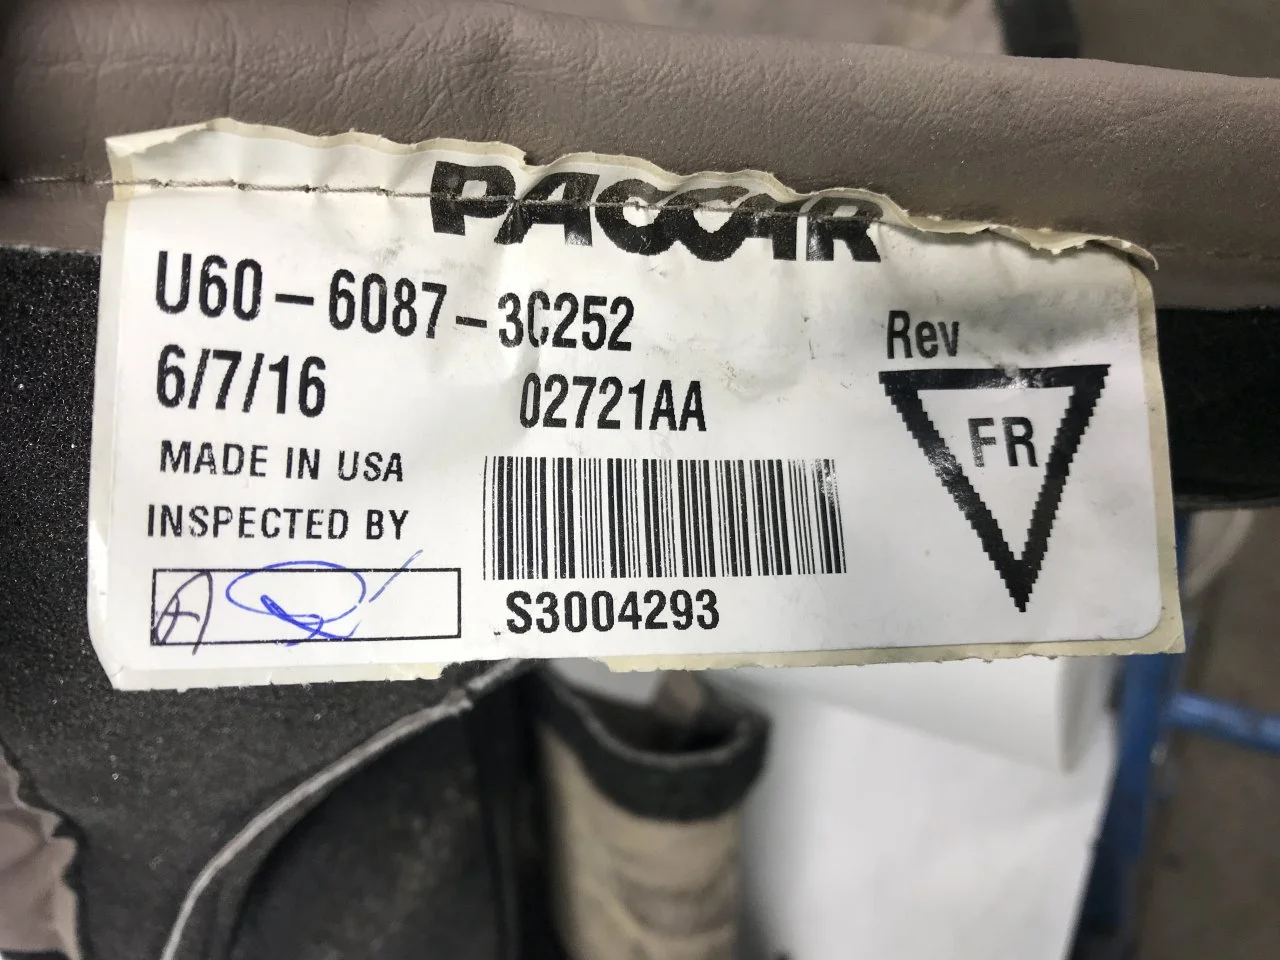 PACCAR
U60-6087-3C252
Rev
6/7/16 02721AA
FR
MADE IN USA
INSPECTED BY
S3004293